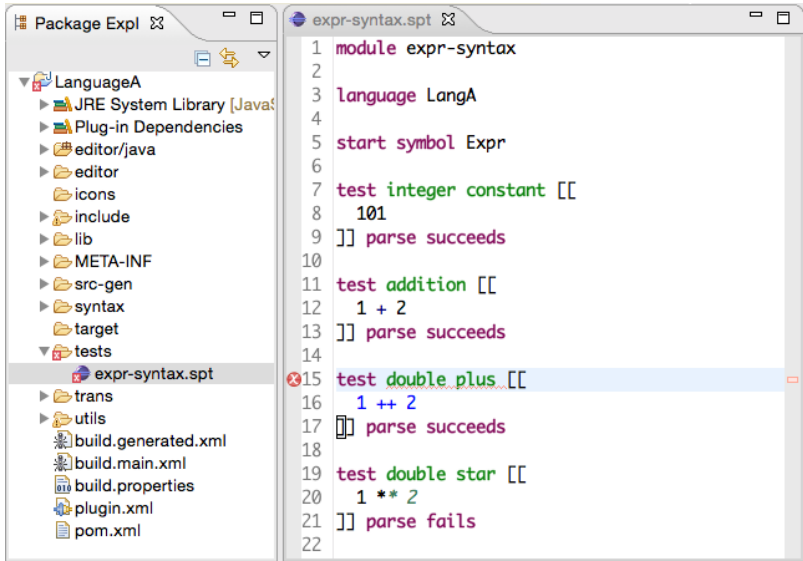 Package Expl
LanguageA
JRE System Library [Java
Plug-in Dependencies
editor/java
editor
icons
include
lib
META-INF
src-gen
syntax
target
tests
expr-syntax.spt
trans
utils
build.generated.xml
build.main.xml
build.properties
plugin.xml
pom.xml
expr-syntax.spt
1 module expr-syntax
2
3 language LangA
4
5 start symbol Expr
6
7 test integer constant [[
8 101
9 ]] parse succeeds
10
11 test addition [[
12 1 + 2
13 ]] parse succeeds
14
15 test double plus [[
16 1 ++ 2
17 ]] parse succeeds
18
19 test double star [[
20 1 ** 2
21 ]] parse fails
22